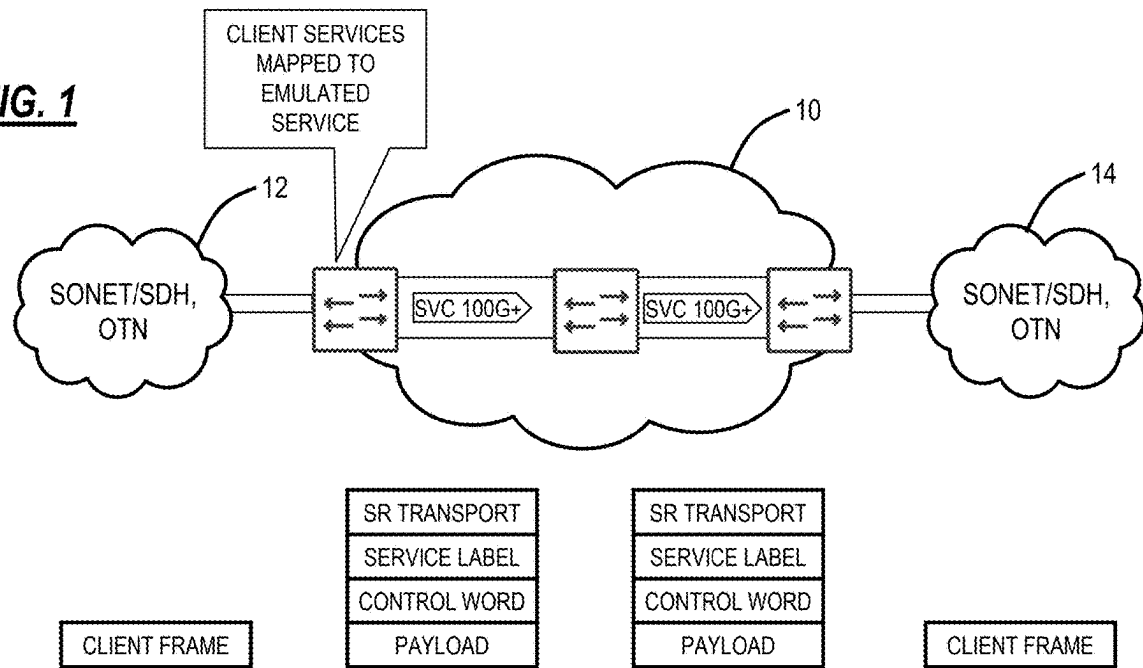 CLIENT SERVICES
MAPPED TO
EMULATED
SERVICE
IG. 1
10
12
14
SONET/SDH,
OTN
SVC 100G+
SVC 100G+
SONET/SDH,
OTN
SR TRANSPORT
SERVICE LABEL
CONTROL WORD
PAYLOAD
SR TRANSPORT
SERVICE LABEL
CONTROL WORD
PAYLOAD
CLIENT FRAME
CLIENT FRAME